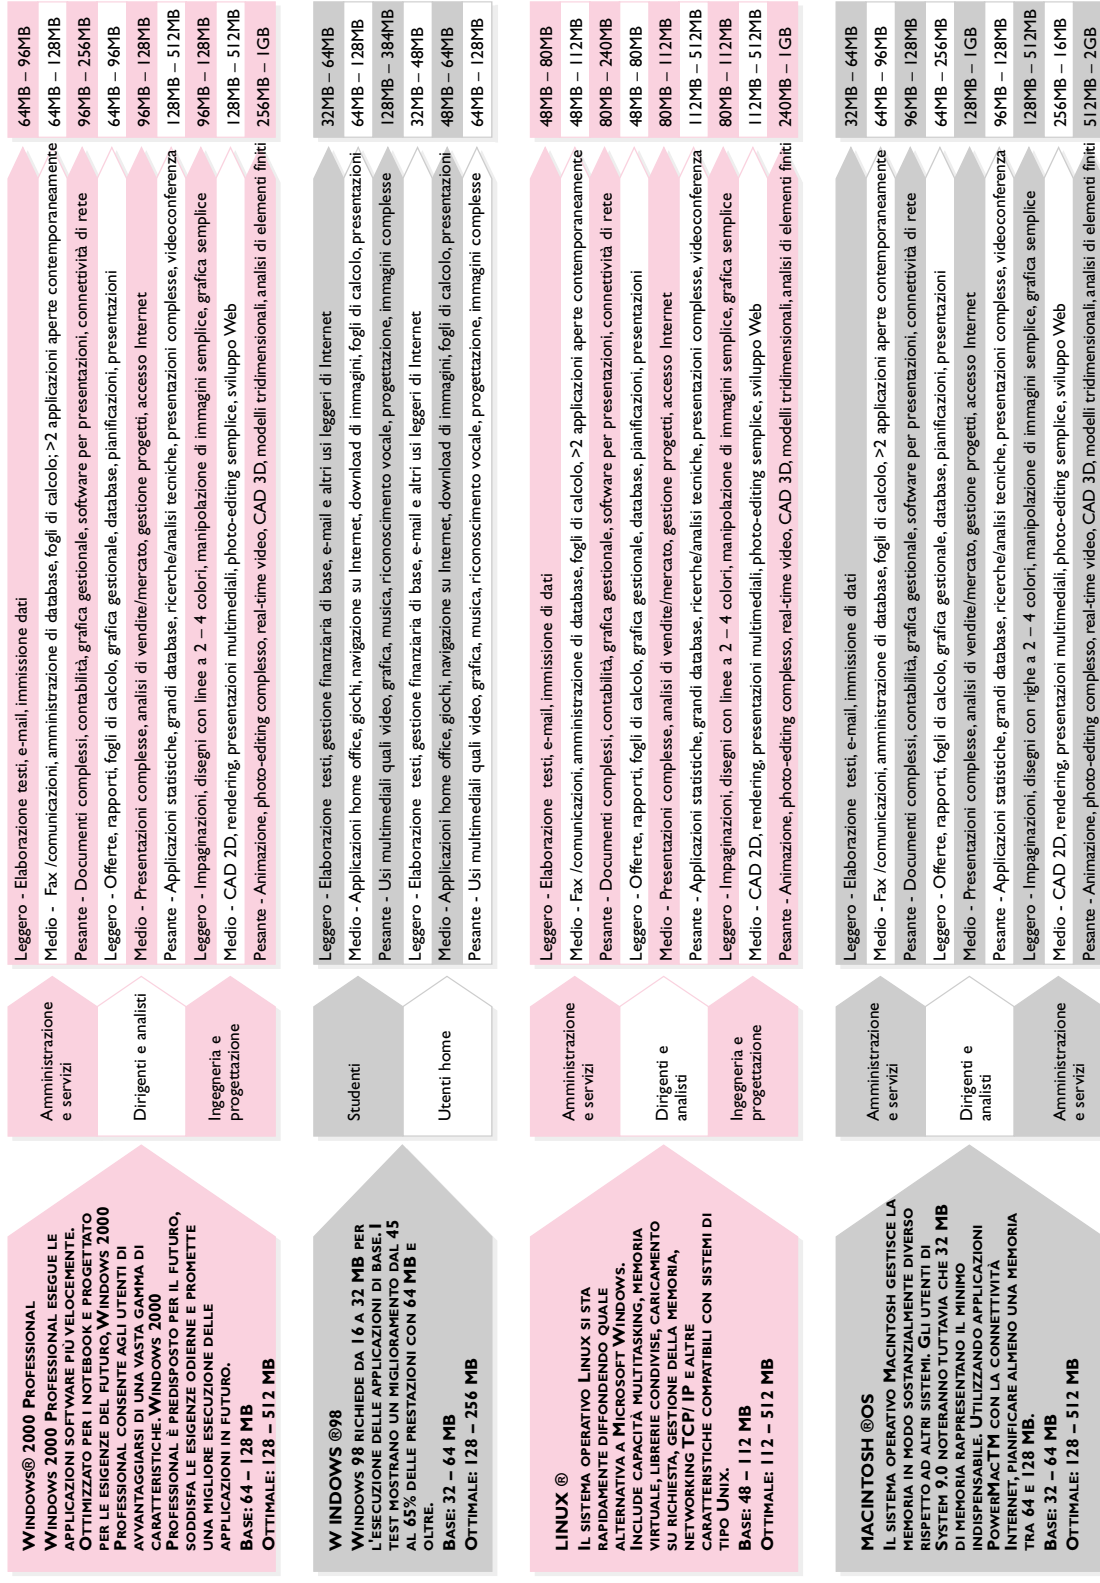 WINDOWS® 2000 PROFESSIONAL
WINDOWS 2000 PROFESSIONAL ESEGUE LE
APPLICAZIONI SOFTWARE PIÙ VELOCEMENTE.
OTTIMIZZATO PER I NOTEBOOK E PROGETTATO
PER LE ESIGENZE DEL FUTURO, WINDOWS 2000
PROFESSIONAL CONSENTE AGLI UTENTI DI
AVVANTAGGIARSI DI UNA VASTA GAMMA DI
CARATTERISTICHE. WINDOWS 2000
PROFESSIONAL È PREDISPOSTO PER IL FUTURO,
SODDISFA LE ESIGENZE ODIERNE E PROMETTE
UNA MIGLIORE ESECUZIONE DELLE
APPLICAZIONI IN FUTURO.
BASE: 64 – 128 MB
OTTIMALE: 128 – 512 MB
Amministrazione
e servizi
Dirigenti e analisti
Ingegneria e
progettazione
Leggero - Elaborazione testi, e-mail, immissione dati 64MB – 96MB
Medio - Fax /comunicazioni, amministrazione di database, fogli di calcolo; >2 applicazioni aperte contemporaneamente 64MB – 128MB
Pesante - Documenti complessi, contabilità, grafica gestionale, software per presentazioni, connettività di rete 96MB – 256MB
Leggero - Offerte, rapporti, fogli di calcolo, grafica gestionale, database, pianificazioni, presentazioni 64MB – 96MB
Medio - Presentazioni complesse, analisi di vendite/mercato, gestione progetti, accesso Internet 96MB – 128MB
Pesante - Applicazioni statistiche, grandi database, ricerche/analisi tecniche, presentazioni complesse, videoconferenza 128MB – 512MB
Leggero - Impaginazioni, disegni con linee a 2 – 4 colori, manipolazione di immagini semplice, grafica semplice 96MB – 128MB
Medio - CAD 2D, rendering, presentazioni multimediali, photo-editing semplice, sviluppo Web 128MB – 512MB
Pesante - Animazione, photo-editing complesso, real-time video, CAD 3D, modelli tridimensionali, analisi di elementi finiti 256MB – 1GB
W INDOWS ®98
WINDOWS 98 RICHIEDE DA 16 A 32 MB PER
L'ESECUZIONE DELLE APPLICAZIONI DI BASE. I
TEST MOSTRANO UN MIGLIORAMENTO DAL 45
AL 65% DELLE PRESTAZIONI CON 64 MB E
OLTRE.
BASE: 32 – 64 MB
OTTIMALE: 128 – 256 MB
Studenti
Utenti home
Leggero - Elaborazione testi, gestione finanziaria di base, e-mail e altri usi leggeri di Internet 32MB – 64MB
Medio - Applicazioni home office, giochi, navigazione su Internet, download di immagini, fogli di calcolo, presentazioni 64MB – 128MB
Pesante - Usi multimediali quali video, grafica, musica, riconoscimento vocale, progettazione, immagini complesse 128MB – 384MB
Leggero - Elaborazione testi, gestione finanziaria di base, e-mail e altri usi leggeri di Internet 32MB – 48MB
Medio - Applicazioni home office, giochi, navigazione su Internet, download di immagini, fogli di calcolo, presentazioni 48MB – 64MB
Pesante - Usi multimediali quali video, grafica, musica, riconoscimento vocale, progettazione, immagini complesse 64MB – 128MB
LINUX ®
IL SISTEMA OPERATIVO LINUX SI STA
RAPIDAMENTE DIFFONDENDO QUALE
ALTERNATIVA A MICROSOFT WINDOWS.
INCLUDE CAPACITÀ MULTITASKING, MEMORIA
VIRTUALE, LIBRERIE CONDIVISE, CARICAMENTO
SU RICHIESTA, GESTIONE DELLA MEMORIA,
NETWORKING TCP/ IP E ALTRE
CARATTERISTICHE COMPATIBILI CON SISTEMI DI
TIPO UNIX.
BASE: 48 – 112 MB
OTTIMALE: 112 – 512 MB
Amministrazione
e servizi
Dirigenti e
analisti
Ingegneria e
progettazione
Leggero - Elaborazione testi, e-mail, immissione di dati 48MB – 80MB
Medio - Fax /comunicazioni, amministrazione di database, fogli di calcolo, >2 applicazioni aperte contemporaneamente 48MB – 112MB
Pesante - Documenti complessi, contabilità, grafica gestionale, software per presentazioni, connettività di rete 80MB – 240MB
Leggero - Offerte, rapporti, fogli di calcolo, grafica gestionale, database, pianificazioni, presentazioni 48MB – 80MB
Medio - Presentazioni complesse, analisi di vendite/mercato, gestione progetti, accesso Internet 80MB – 112MB
Pesante - Applicazioni statistiche, grandi database, ricerche/analisi tecniche, presentazioni complesse, videoconferenza 112MB – 512MB
Leggero - Impaginazioni, disegni con linee a 2 – 4 colori, manipolazione di immagini semplice, grafica semplice 80MB – 112MB
Medio - CAD 2D, rendering, presentazioni multimediali, photo-editing semplice, sviluppo Web 112MB – 512MB
Pesante - Animazione, photo-editing complesso, real-time video, CAD 3D, modelli tridimensionali, analisi di elementi finiti 240MB – 1GB
MACINTOSH ®OS
IL SISTEMA OPERATIVO MACINTOSH GESTISCE LA
MEMORIA IN MODO SOSTANZIALMENTE DIVERSO
RISPETTO AD ALTRI SISTEMI. GLI UTENTI DI
SYSTEM 9.0 NOTERANNO TUTTAVIA CHE 32 MB
DI MEMORIA RAPPRESENTANO IL MINIMO
INDISPENSABILE. UTILIZZANDO APPLICAZIONI
POWERMACTM CON LA CONNETTIVITÀ
INTERNET, PIANIFICARE ALMENO UNA MEMORIA
TRA 64 E 128 MB.
BASE: 32 – 64 MB
OTTIMALE: 128 – 512 MB
Amministrazione
e servizi
Dirigenti e
analisti
Amministrazione
e servizi
Leggero - Elaborazione testi, e-mail, immissione di dati 32MB – 64MB
Medio - Fax /comunicazioni, amministrazione di database, fogli di calcolo, >2 applicazioni aperte contemporaneamente 64MB – 96MB
Pesante - Documenti complessi, contabilità, grafica gestionale, software per presentazioni, connettività di rete 96MB – 128MB
Leggero - Offerte, rapporti, fogli di calcolo, grafica gestionale, database, pianificazioni, presentazioni 64MB – 256MB
Medio - Presentazioni complesse, analisi di vendite/mercato, gestione progetti, accesso Internet 128MB – 1GB
Pesante - Applicazioni statistiche, grandi database, ricerche/analisi tecniche, presentazioni complesse, videoconferenza 96MB – 128MB
Leggero - Impaginazioni, disegni con righe a 2 – 4 colori, manipolazione di immagini semplice, grafica semplice 128MB – 512MB
Medio - CAD 2D, rendering, presentazioni multimediali, photo-editing semplice, sviluppo Web 256MB – 16MB
Pesante - Animazione, photo-editing complesso, real-time video, CAD 3D, modelli tridimensionali, analisi di elementi finiti 512MB – 2GB